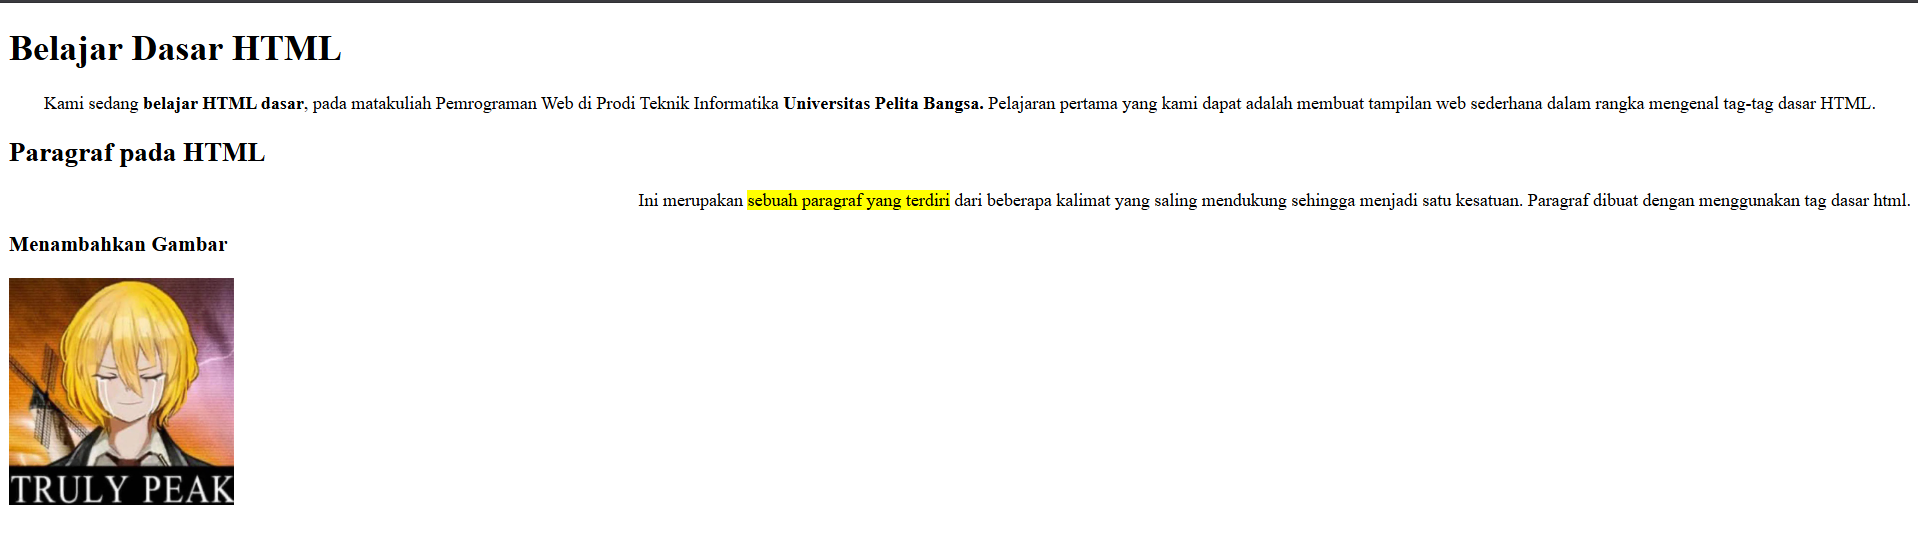 Belajar Dasar HTML
Kami sedang belajar HTML dasar, pada matakuliah Pemrograman Web di Prodi Teknik Informatika Universitas Pelita Bangsa. Pelajaran pertama yang kami dapat adalah membuat tampilan web sederhana dalam rangka mengenal tag-tag dasar HTML.
Paragraf pada HTML
Ini merupakan sebuah paragraf yang terdiri dari beberapa kalimat yang saling mendukung sehingga menjadi satu kesatuan. Paragraf dibuat dengan menggunakan tag dasar html.
Menambahkan Gambar
TRULY PEAK